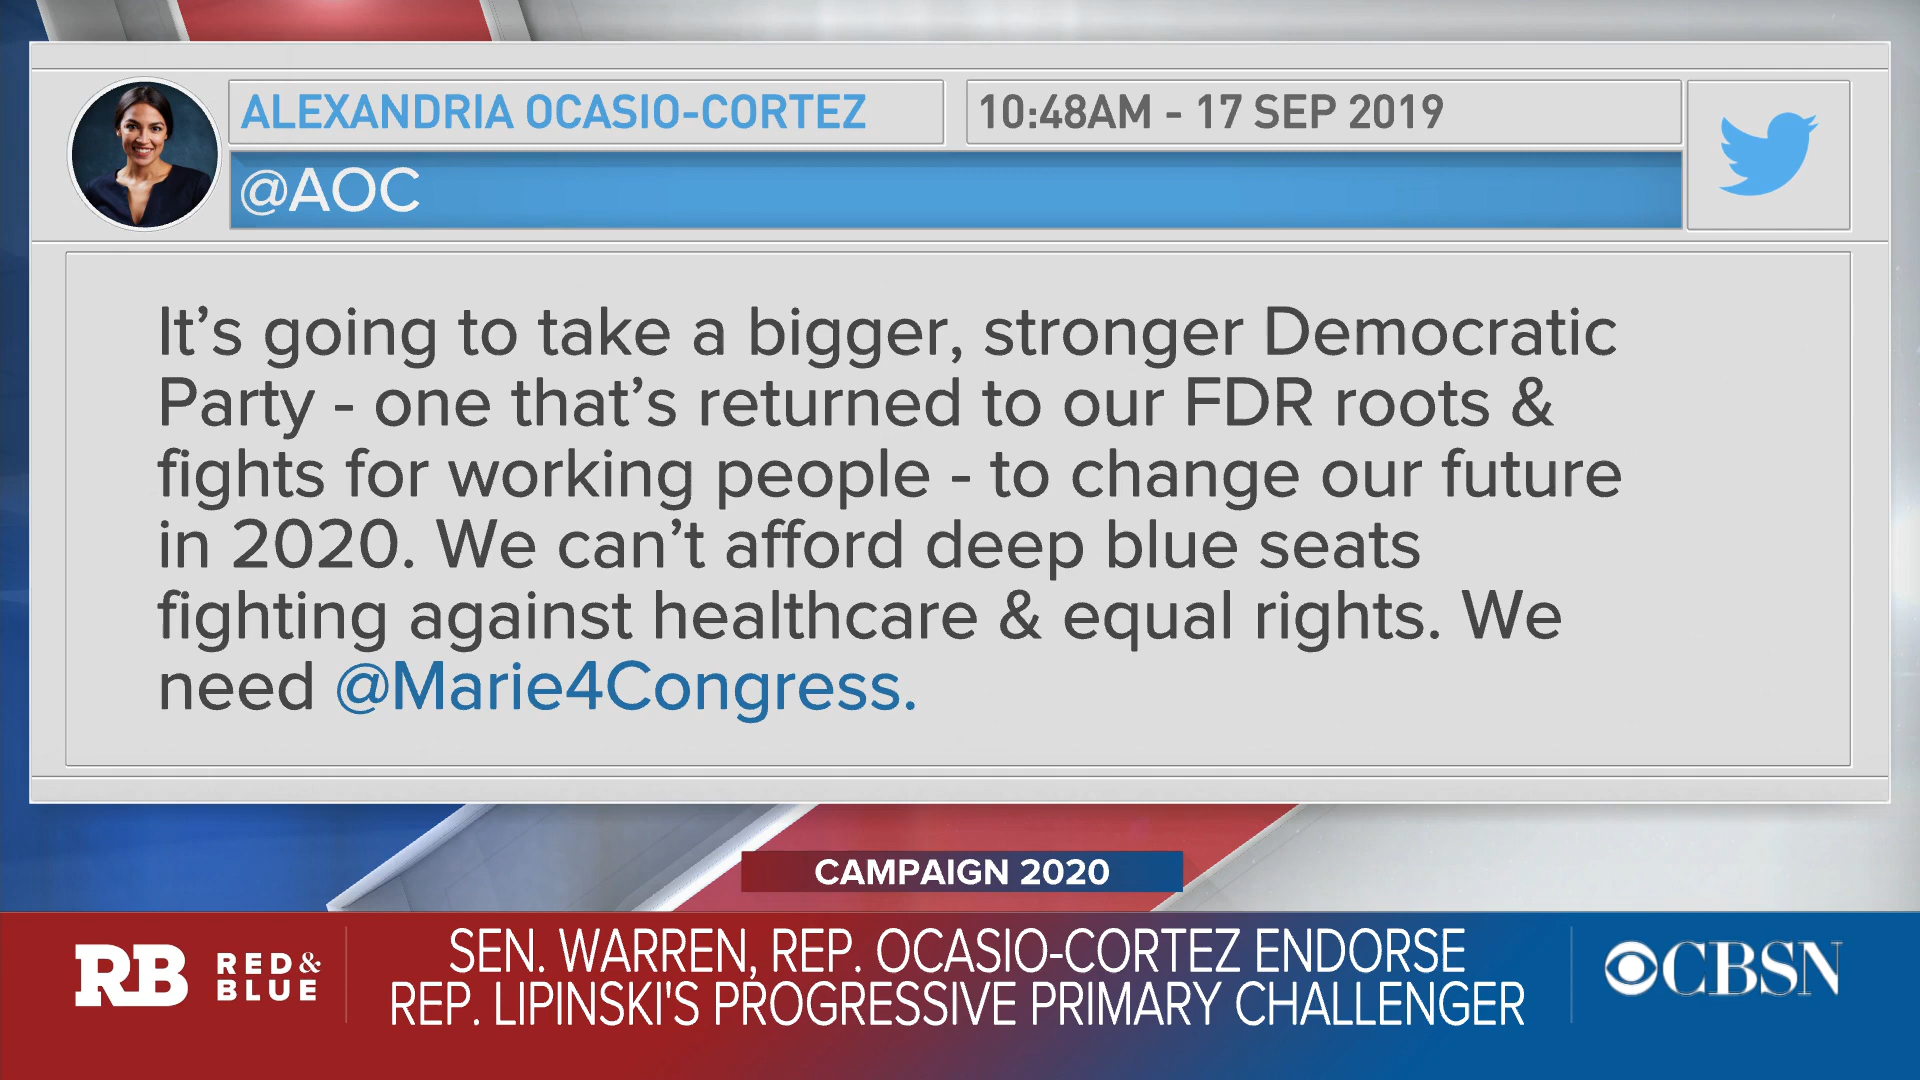 ALEXANDRIA OCASIO-CORTEZ
10:48AM - 17 SEP 2019
@AOC
It’s going to take a bigger, stronger Democratic
Party - one that’s returned to our FDR roots &
fights for working people - to change our future
in 2020. We can’t afford deep blue seats
fighting against healthcare & equal rights. We
need @Marie4Congress.
CAMPAIGN 2020
RB
RED&
BLUE
SEN. WARREN, REP. OCASIO-CORTEZ ENDORSE
REP. LIPINSKI'S PROGRESSIVE PRIMARY CHALLENGER
CBSN